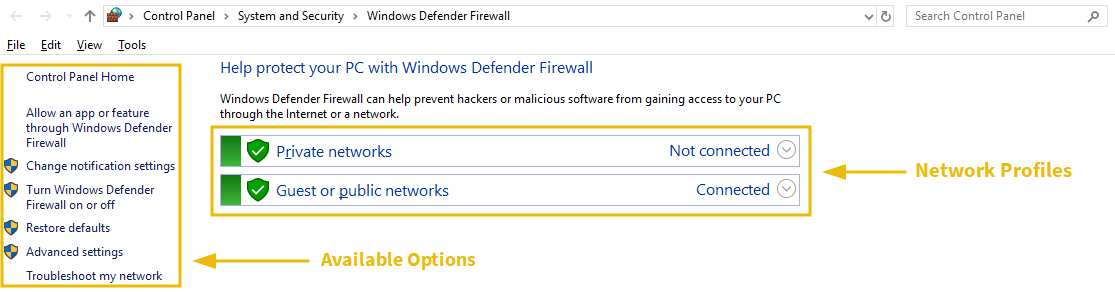 Control Panel > System and Security > Windows Defender Firewall
Search Control Panel
File Edit View Tools
Control Panel Home
Allow an app or feature
through Windows Defender
Firewall
Change notification settings
Turn Windows Defender
Firewall on or off
Restore defaults
Advanced settings
Troubleshoot my network
Help protect your PC with Windows Defender Firewall
Windows Defender Firewall can help prevent hackers or malicious software from gaining access to your PC
through the Internet or a network.
Private networks Not connected
Guest or public networks Connected
Network Profiles
Available Options